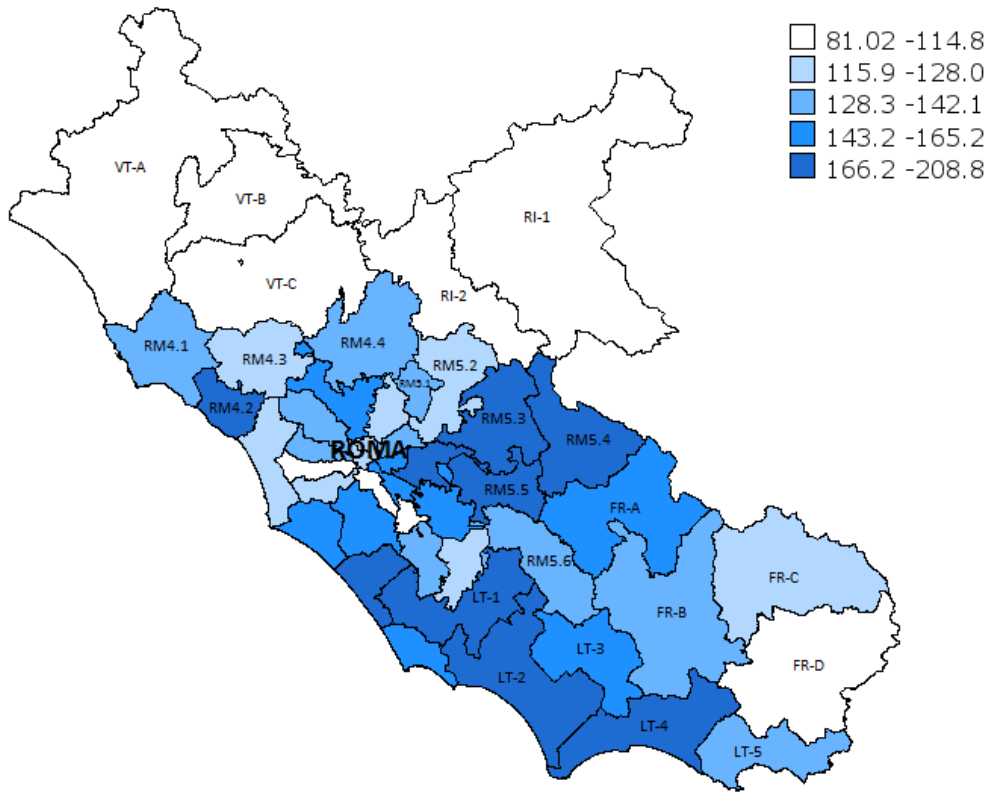 81.02 -114.8
115.9 -128.0
128.3 -142.1
143.2 -165.2
166.2 -208.8
VT-A
VT-B
RI-1
VT-C
RI-2
RM4.1
RM4.3
RM4.4
RM5.2
RM5.1
RM4.2
RM5.3
RM5.4
ROMA
RM5.5
FR-A
RM5.6
FR-C
LT-1
FR-B
LT-3
FR-D
LT-2
LT-4
LT-5